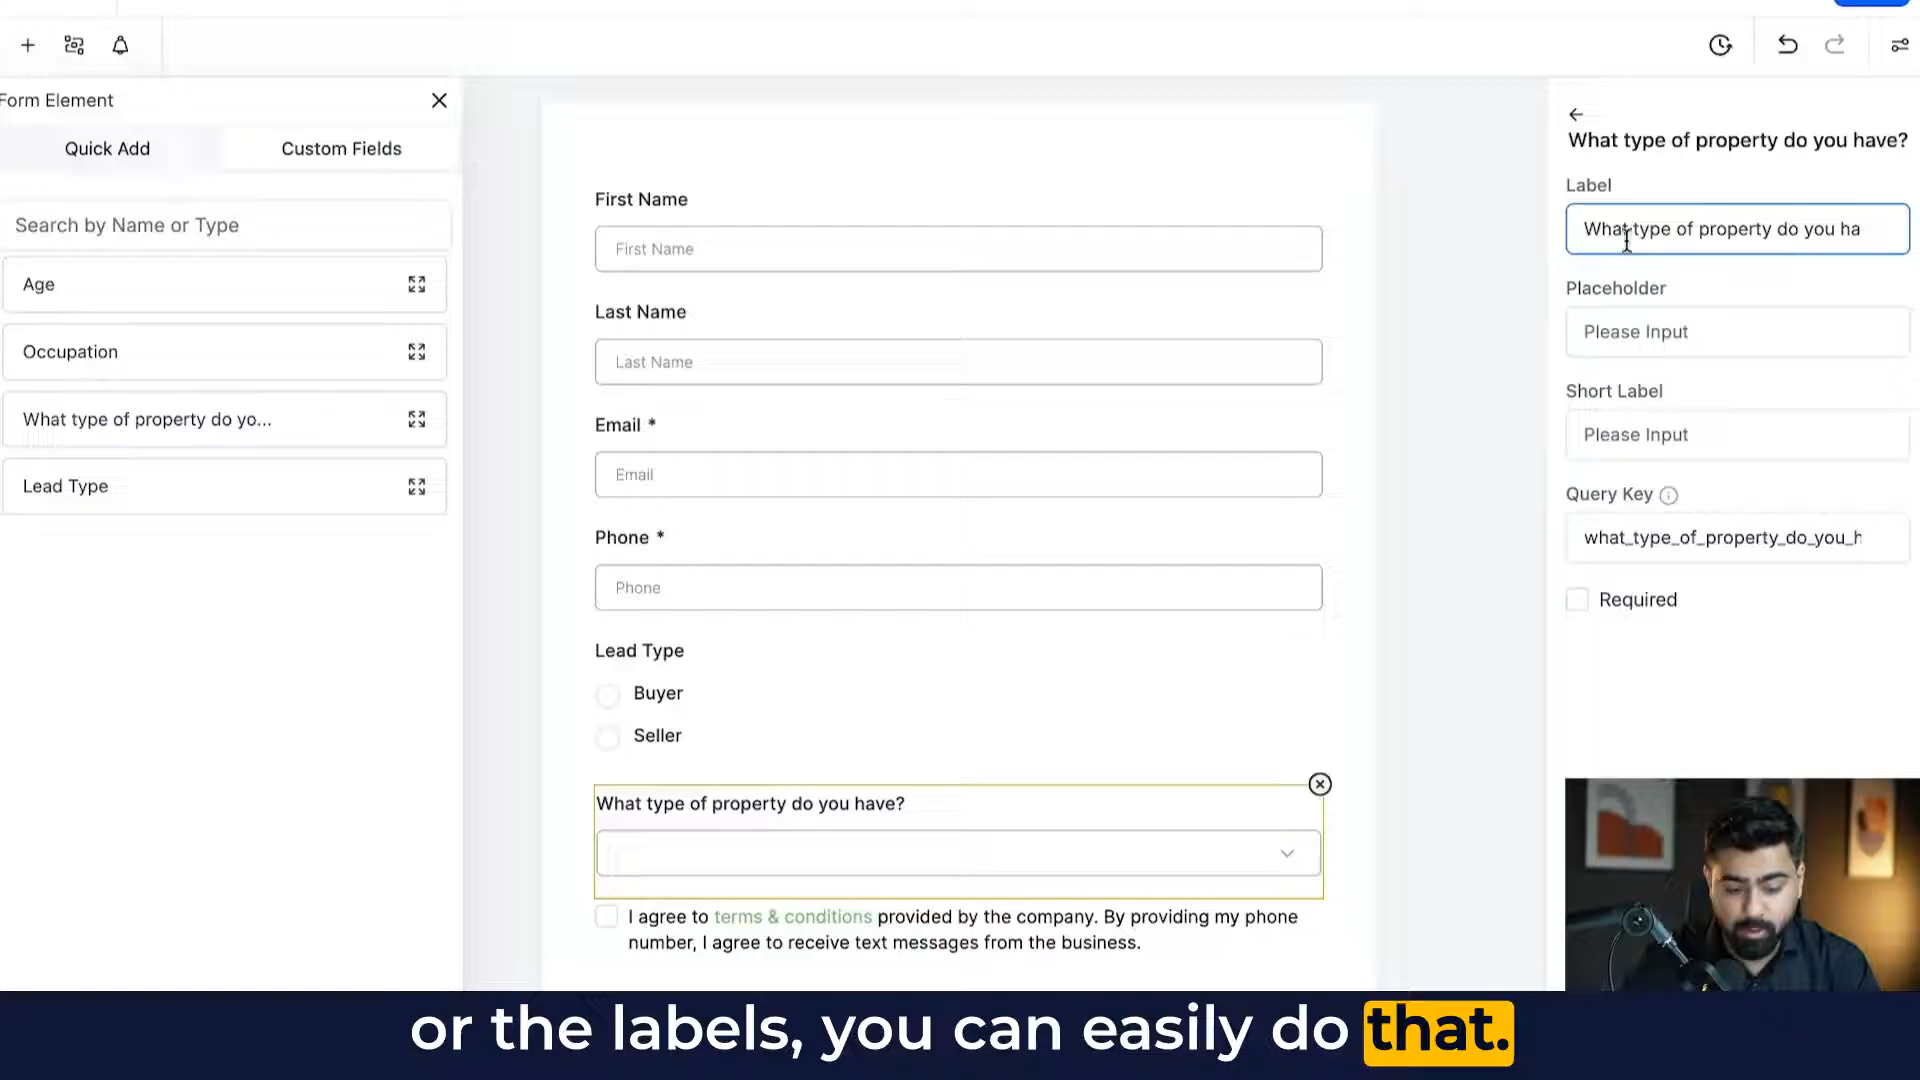 Form Element
Quick Add
Custom Fields
Search by Name or Type
Age
Occupation
What type of property do yo...
Lead Type
First Name
First Name
Last Name
Last Name
Email *
Email
Phone *
Phone
Lead Type
Buyer
Seller
What type of property do you have?
I agree to terms & conditions provided by the company. By providing my phone
number, I agree to receive text messages from the business.
What type of property do you have?
Label
What type of property do you ha
Placeholder
Please Input
Short Label
Please Input
Query Key
what_type_of_property_do_you_h
Required
or the labels, you can easily do that.